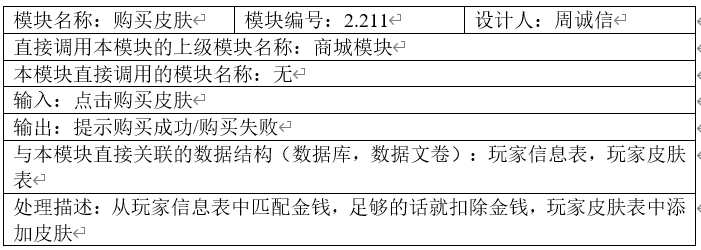 模块名称：购买皮肤 模块编号：2.211 设计人：周诚信
直接调用本模块的上级模块名称：商城模块
本模块直接调用的模块名称：无
输入：点击购买皮肤
输出：提示购买成功/购买失败
与本模块直接关联的数据结构（数据库，数据文卷）：玩家信息表，玩家皮肤
表
处理描述：从玩家信息表中匹配金钱，足够的话就扣除金钱，玩家皮肤表中添
加皮肤